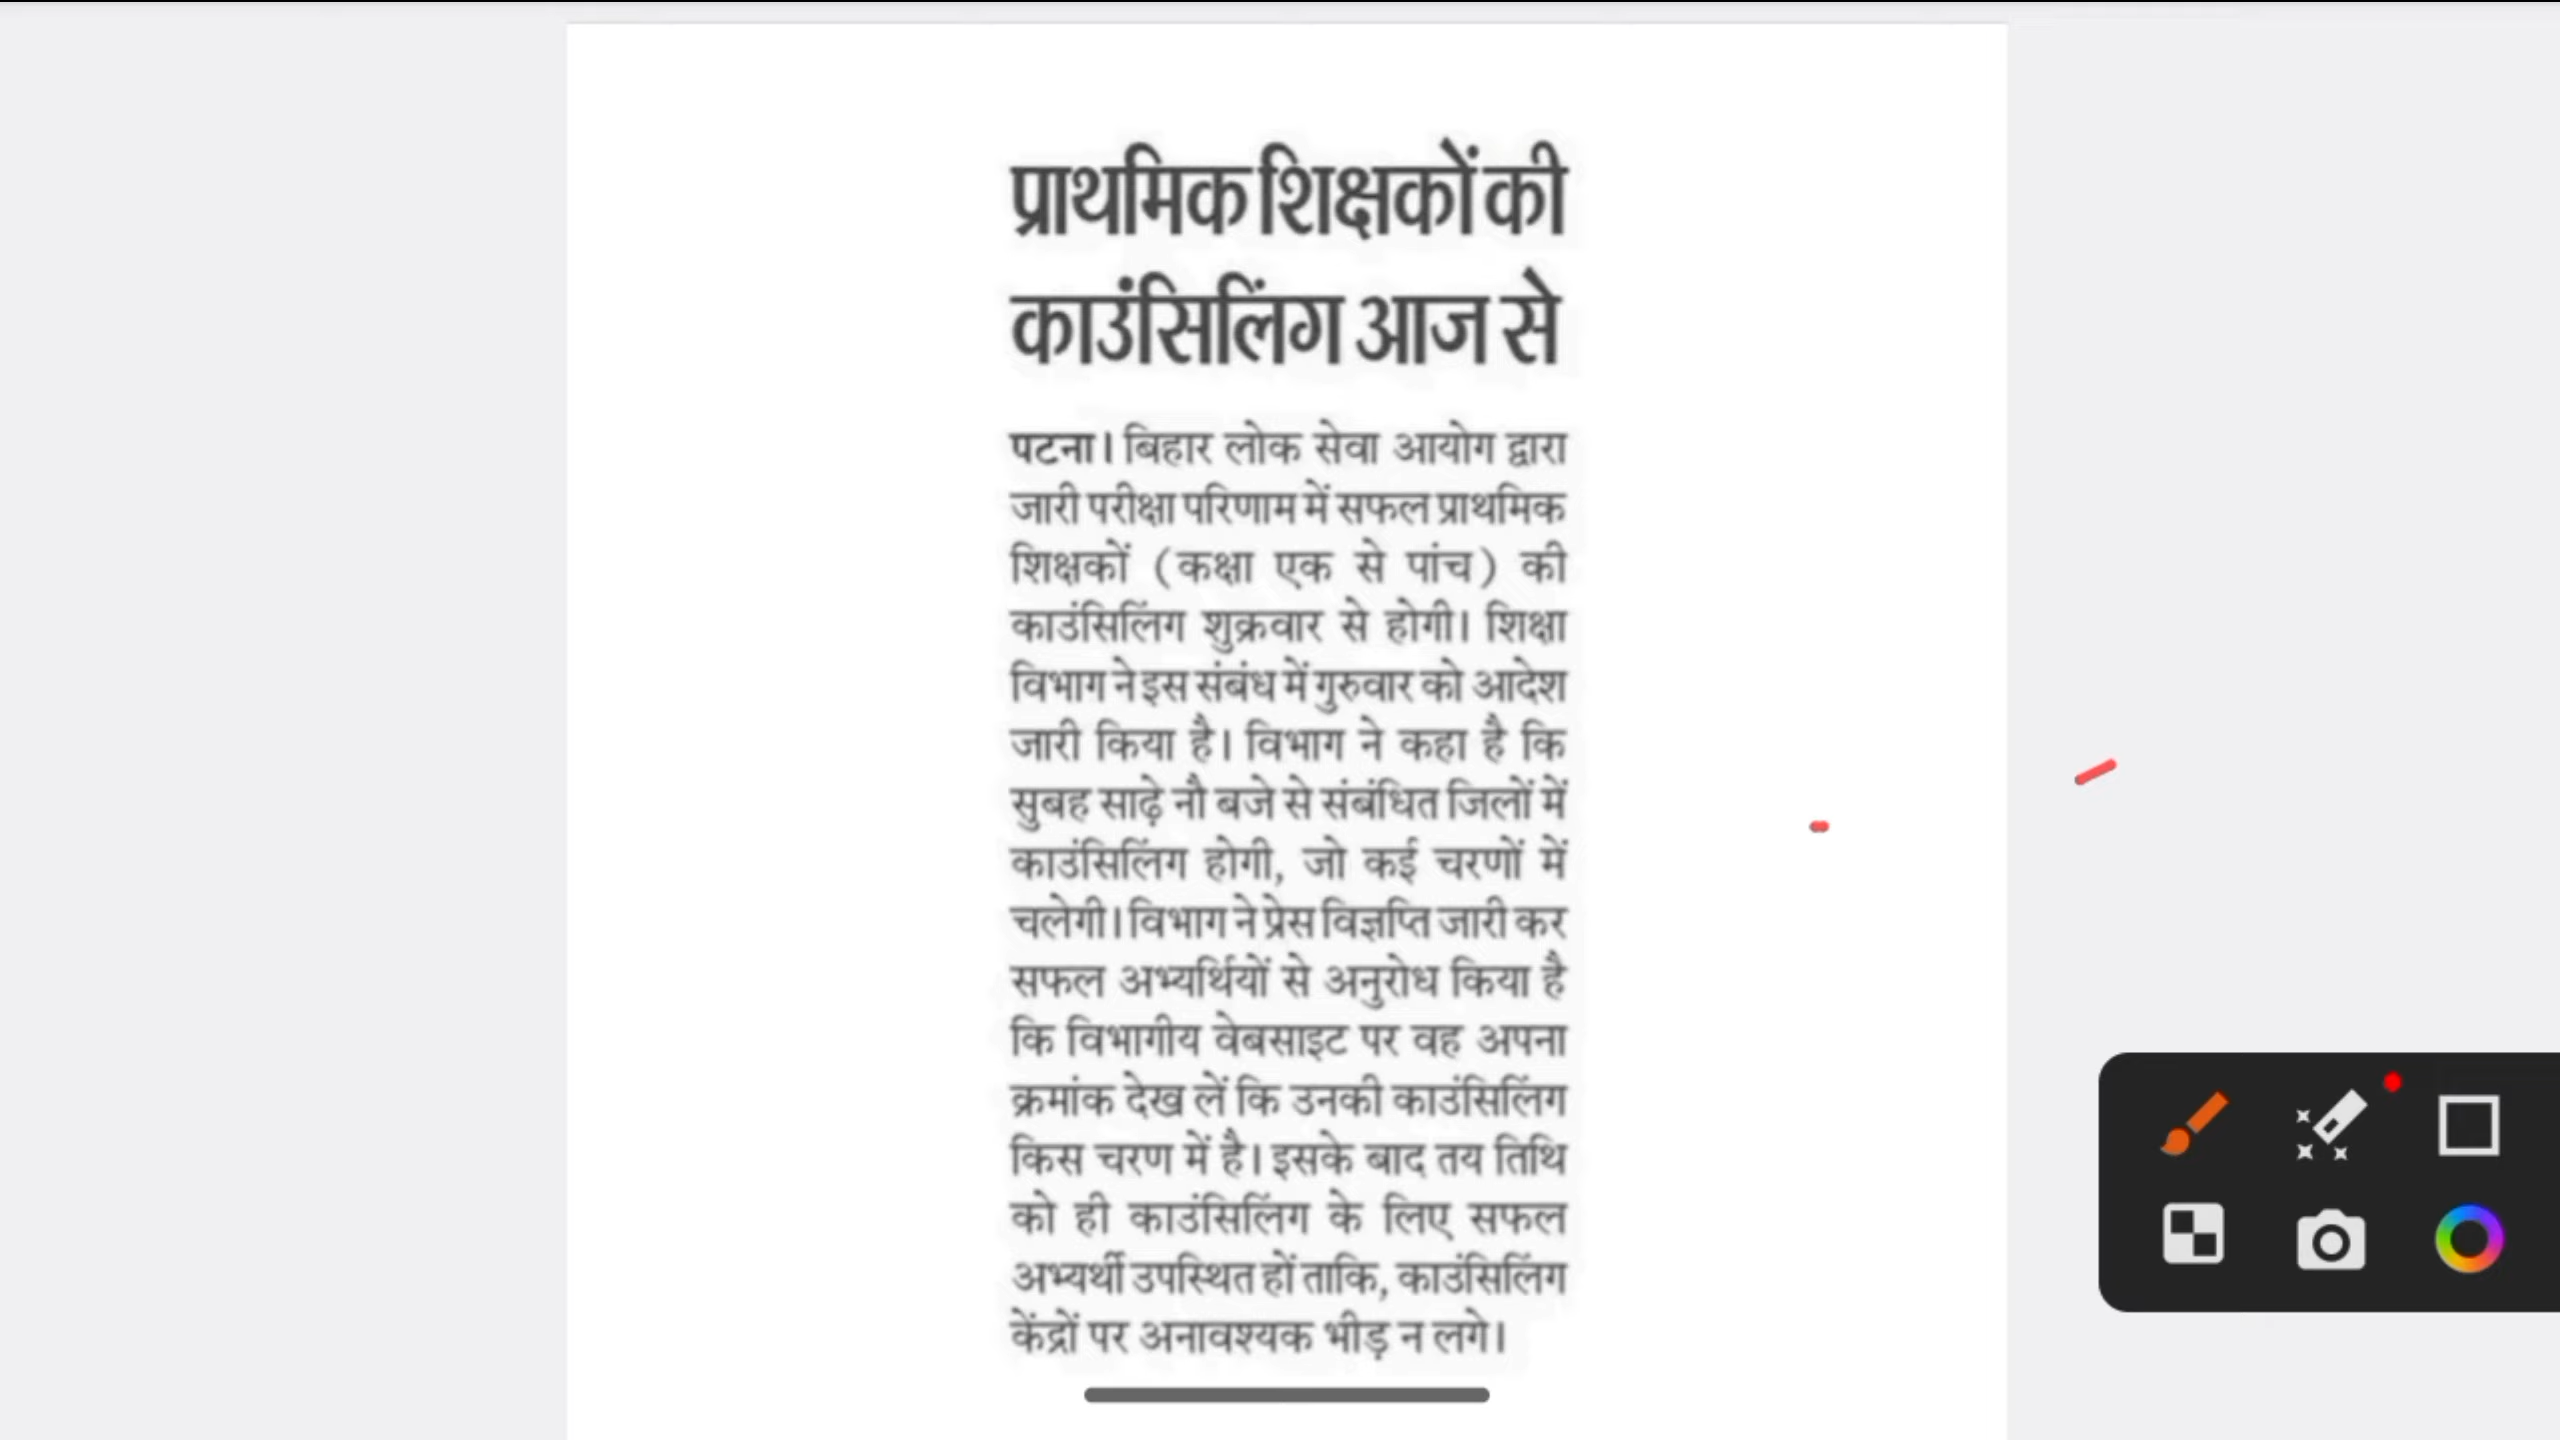 प्राथमिक शिक्षकों की
काउंसिलिंग आज से
पटना। बिहार लोक सेवा आयोग द्वारा
जारी परीक्षा परिणाम में सफल प्राथमिक
शिक्षकों (कक्षा एक से पांच) की
काउंसिलिंग शुक्रवार से होगी। शिक्षा
विभाग ने इस संबंध में गुरुवार को आदेश
जारी किया है। विभाग ने कहा है कि
सुबह साढ़े नौ बजे से संबंधित जिलों में
काउंसिलिंग होगी, जो कई चरणों में
चलेगी। विभाग ने प्रेस विज्ञप्ति जारी कर
सफल अभ्यर्थियों से अनुरोध किया है
कि विभागीय वेबसाइट पर वह अपना
क्रमांक देख लें कि उनकी काउंसिलिंग
किस चरण में है। इसके बाद तय तिथि
को ही काउंसिलिंग के लिए सफल
अभ्यर्थी उपस्थित हों ताकि, काउंसिलिंग
केंद्रों पर अनावश्यक भीड़ न लगे।